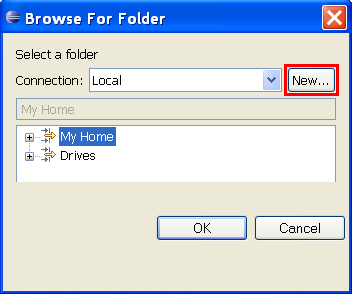 Browse For Folder
Select a folder
Connection: Local New...
My Home
My Home
Drives
OK Cancel